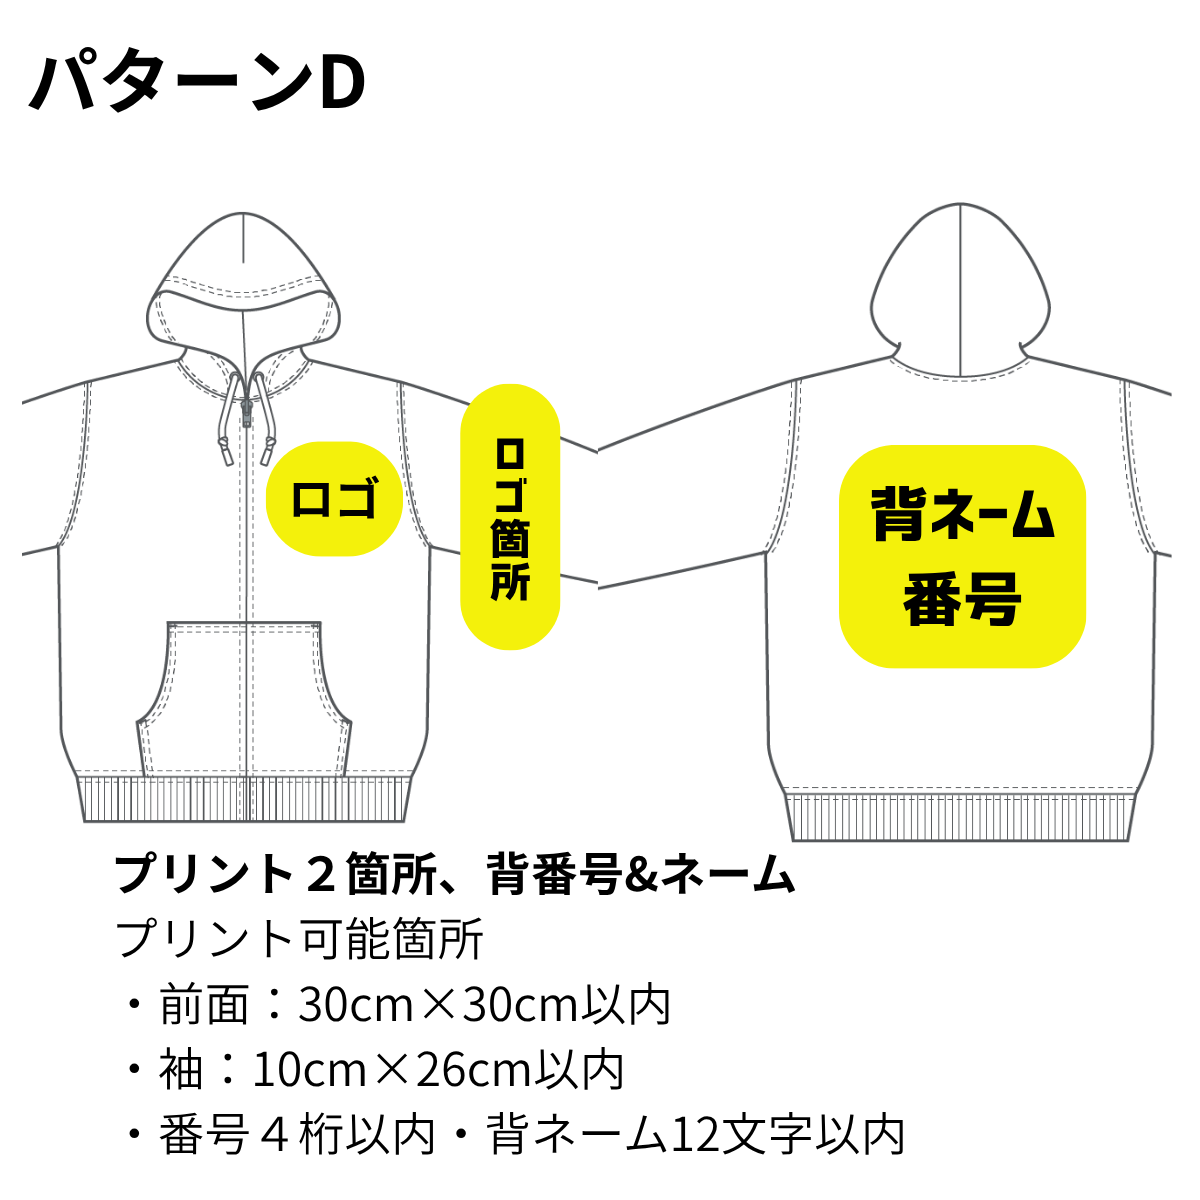 パターンD
ロゴ
ロゴ箇所
背ネーム
番号
プリント２箇所、背番号&ネーム
プリント可能箇所
・前面：30cm×30cm以内
・袖：10cm×26cm以内
・番号４桁以内・背ネーム12文字以内